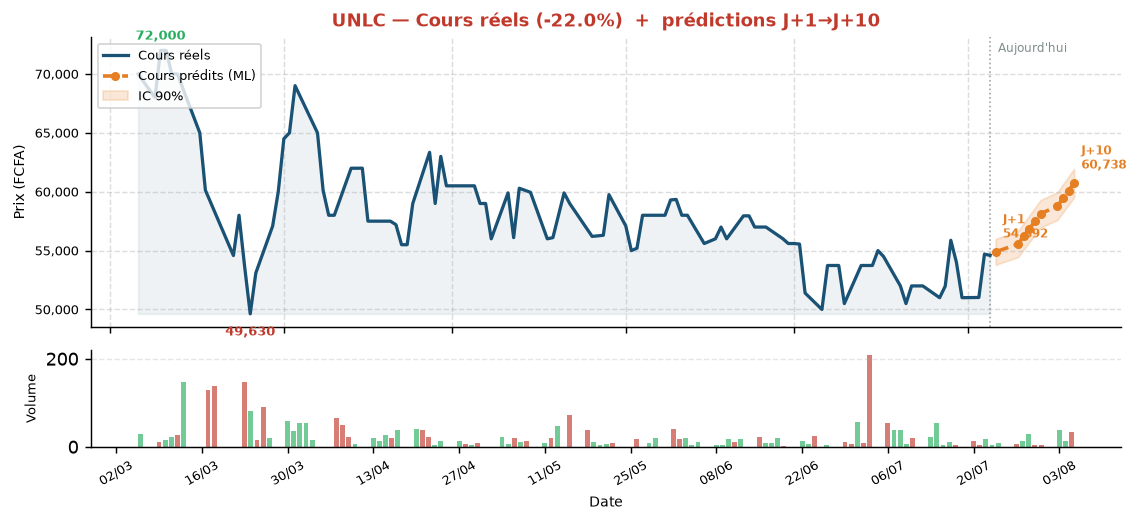 UNLC — Cours réels (-22.0%) + prédictions J+1→J+10
72,000
Cours réels
Cours prédits (ML)
IC 90%
Aujourd'hui
J+10
60,738
J+1
Prix (FCFA)
70,000
65,000
60,000
55,000
50,000
49,630
Volume
200
0
02/03
16/03
30/03
13/04
27/04
11/05
25/05
08/06
22/06
06/07
20/07
03/08
Date